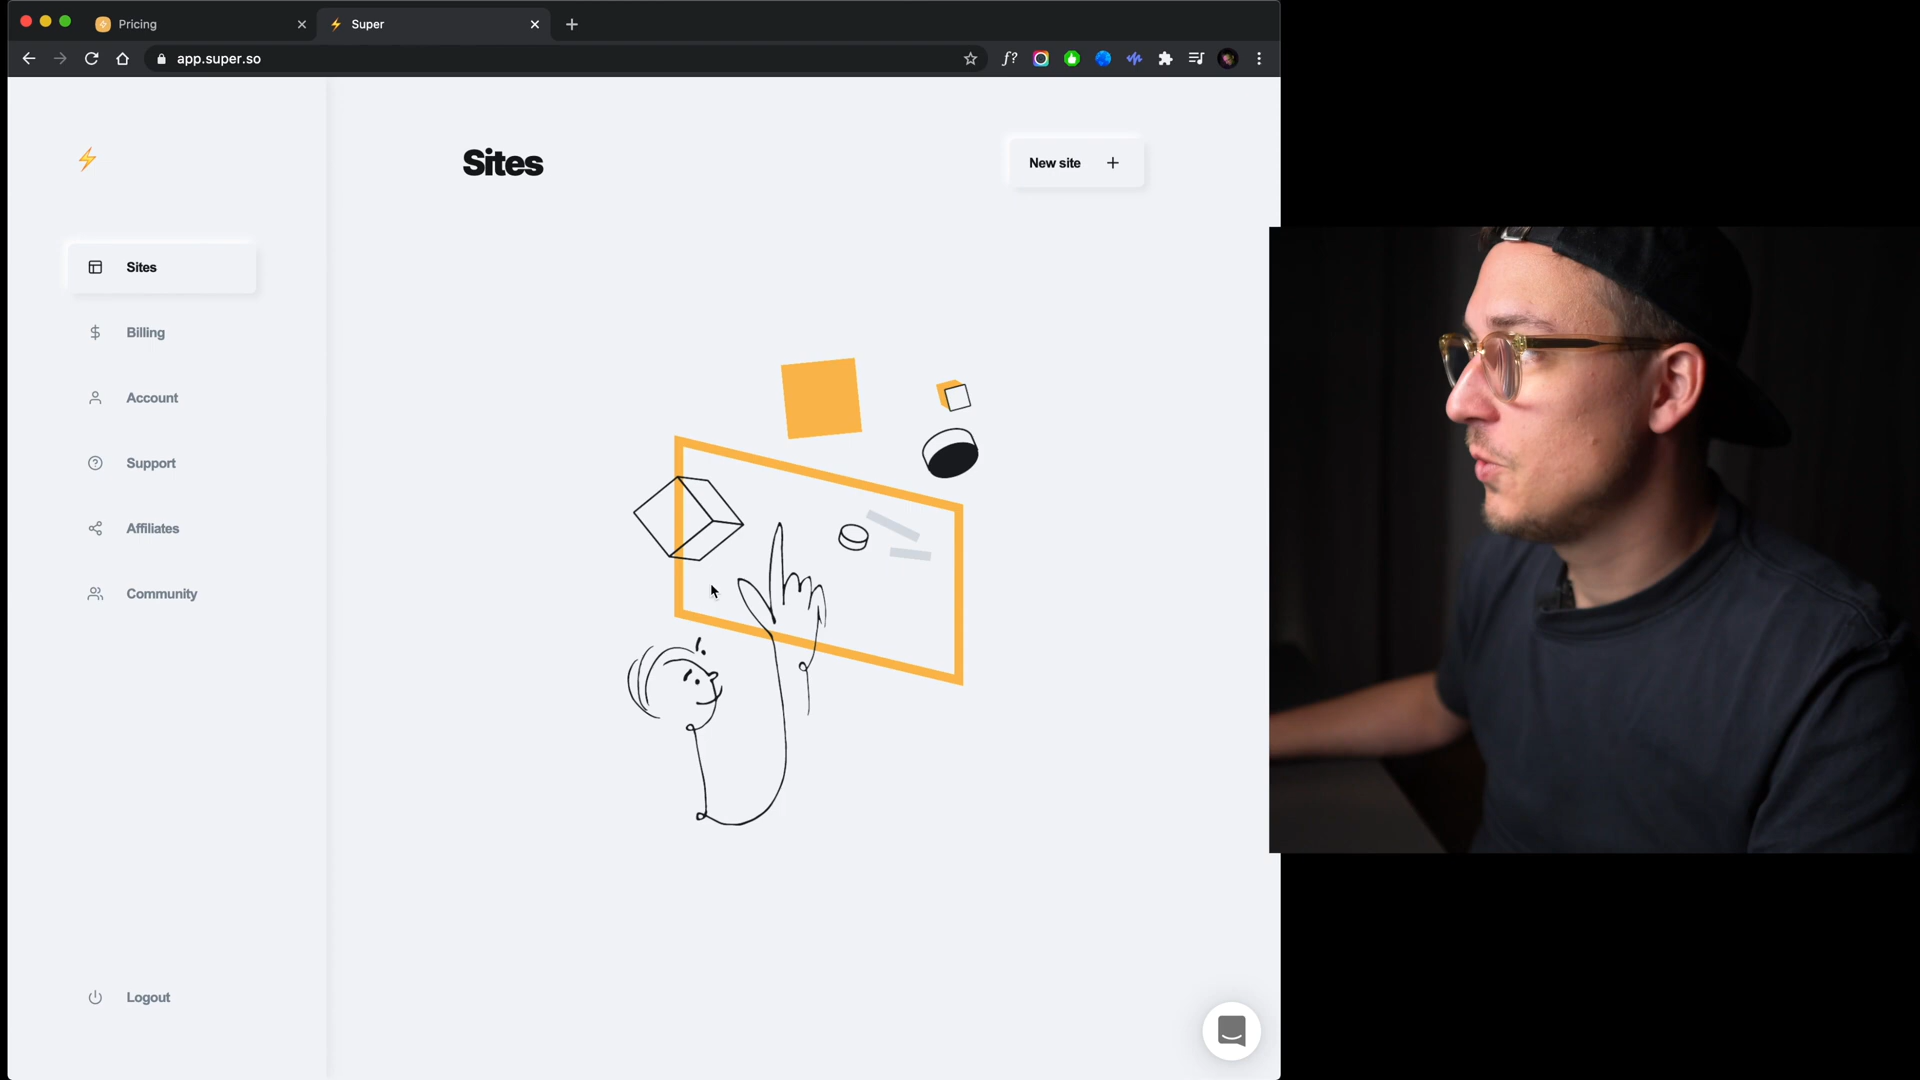 Pricing
Super
app.super.so
f?
Sites
New site
Sites
Billing
Account
Support
Affiliates
Community
Logout